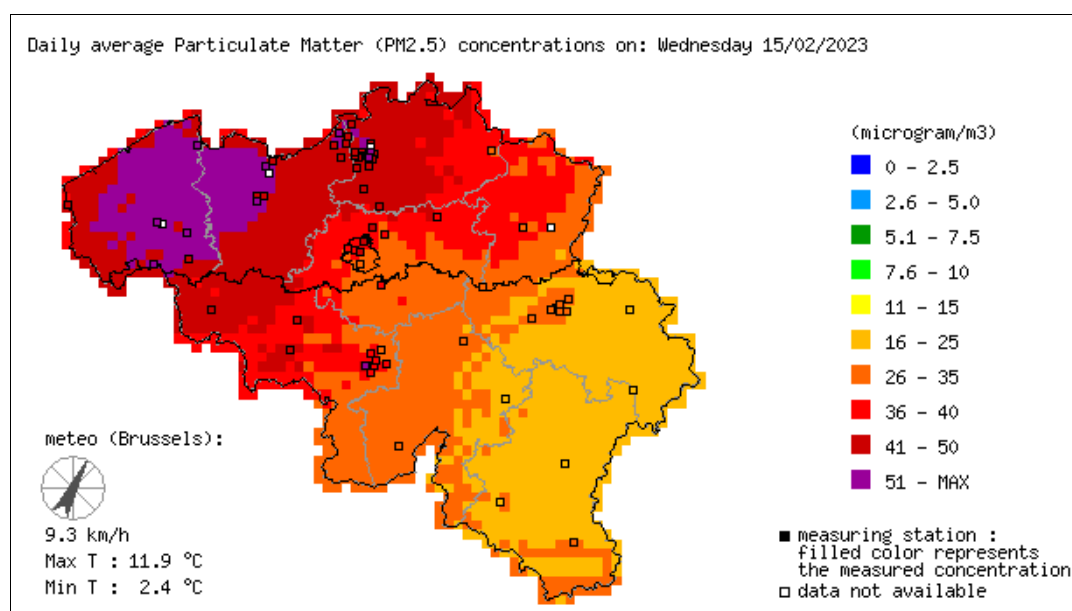 Daily average Particulate Matter (PM2.5) concentrations on: Wednesday 15/02/2023
(microgram/m3)
0 - 2.5
2.6 - 5.0
5.1 - 7.5
7.6 - 10
11 - 15
16 - 25
26 - 35
36 - 40
41 - 50
51 - MAX
meteo (Brussels):
9.3 km/h
Max T : 11.9 °C
Min T : 2.4 °C
measuring station :
filled color represents
the measured concentration
data not available